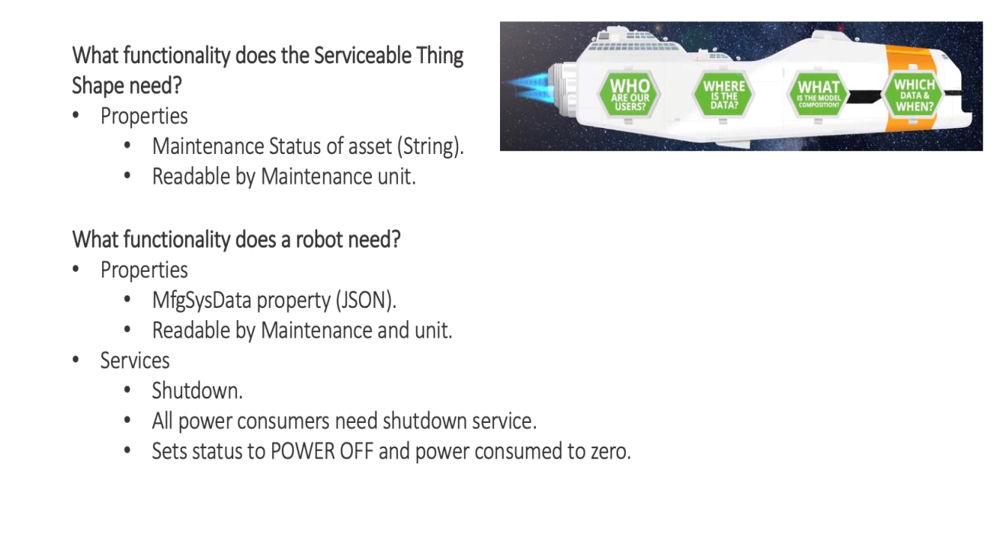 What functionality does the Serviceable Thing
Shape need?
• Properties
• Maintenance Status of asset (String).
• Readable by Maintenance unit.
What functionality does a robot need?
• Properties
• MfgSysData property (JSON).
• Readable by Maintenance and unit.
• Services
• Shutdown.
• All power consumers need shutdown service.
• Sets status to POWER OFF and power consumed to zero.
WHO
ARE OUR
USERS?
WHERE
IS THE
DATA?
WHAT
IS THE MODEL
COMPOSITION?
WHICH
DATA &
WHEN?